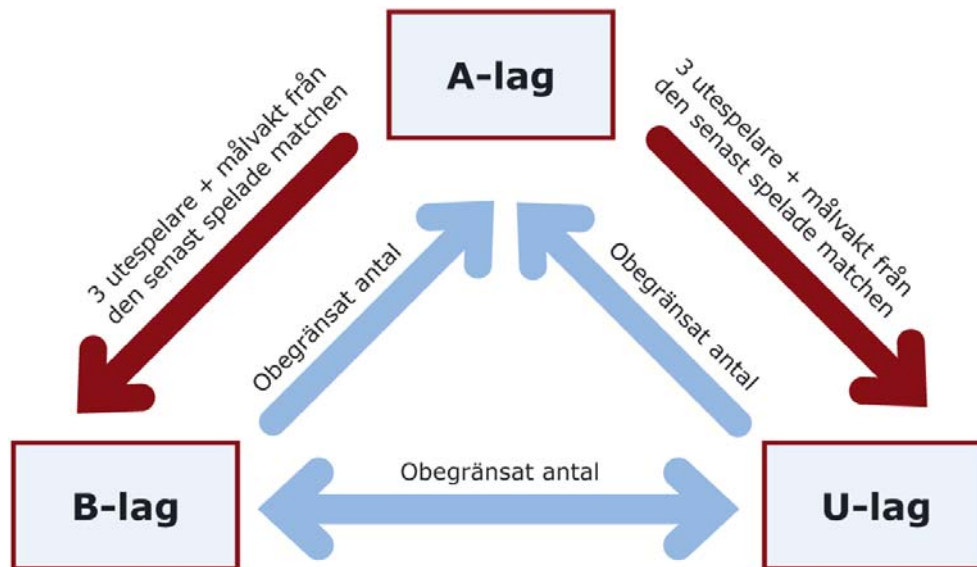 A-lag
3 utespelare + målvakt från
den senast spelade matchen
3 utespelare + målvakt från
den senast spelade matchen
Obegränsat antal
Obegränsat antal
Obegränsat antal
B-lag
U-lag